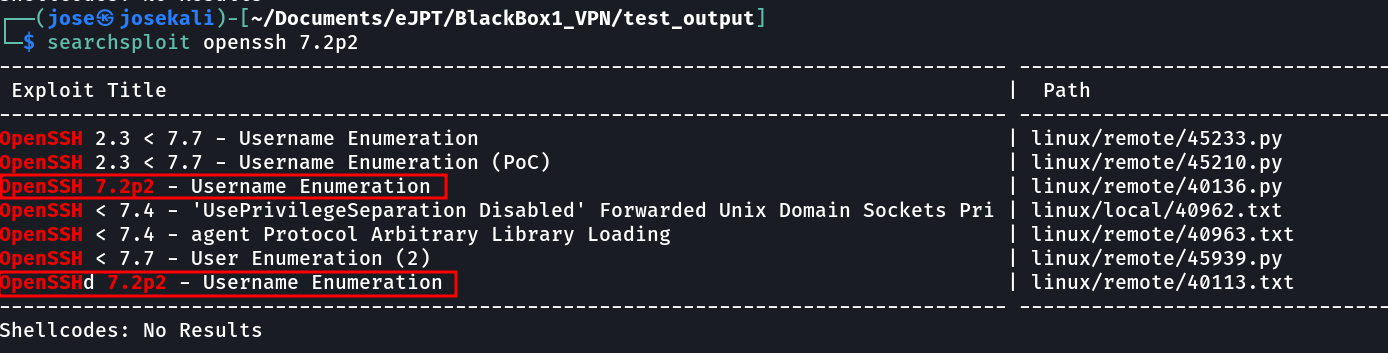 (jose㉿josekali)-[~/Documents/eJPT/BlackBox1_VPN/test_output]
$ searchsploit openssh 7.2p2
Exploit Title | Path
OpenSSH 2.3 < 7.7 - Username Enumeration | linux/remote/45233.py
OpenSSH 2.3 < 7.7 - Username Enumeration (PoC) | linux/remote/45210.py
OpenSSH 7.2p2 - Username Enumeration | linux/remote/40136.py
OpenSSH < 7.4 - 'UsePrivilegeSeparation Disabled' Forwarded Unix Domain Sockets Pri | linux/local/40962.txt
OpenSSH < 7.4 - agent Protocol Arbitrary Library Loading | linux/remote/40963.txt
OpenSSH < 7.7 - User Enumeration (2) | linux/remote/45939.py
OpenSSHd 7.2p2 - Username Enumeration | linux/remote/40113.txt
Shellcodes: No Results